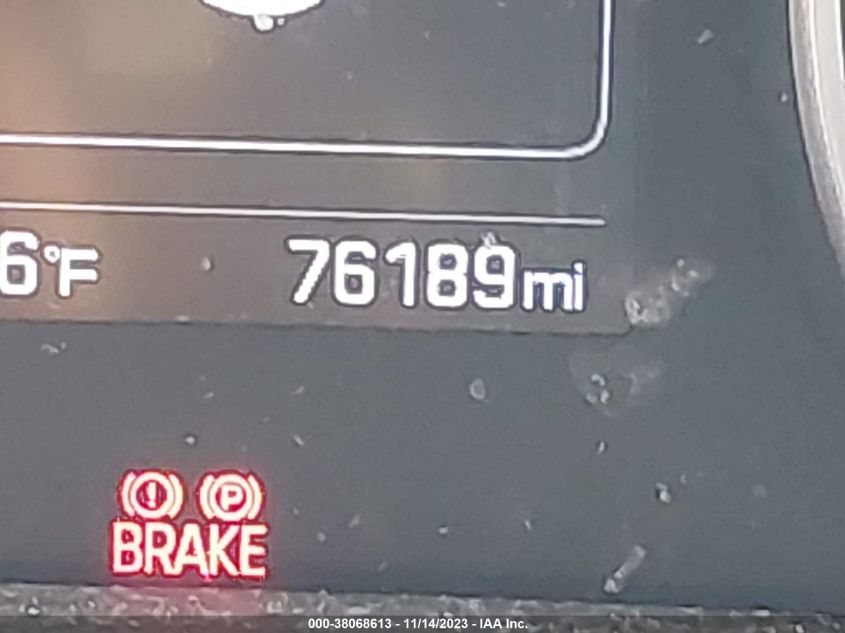 6°F 76189mi
(!) (P)
BRAKE
000-38068613 - 11/14/2023 - IAA Inc.